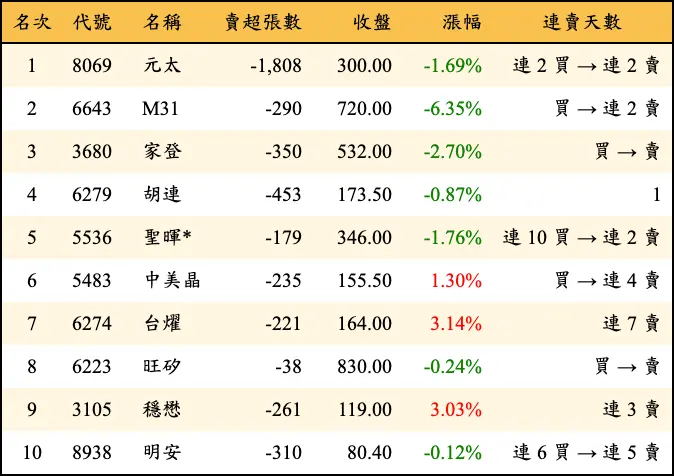 名次 代號 名稱 賣超張數 收盤 漲幅 連賣天數
1 8069 元太 -1,808 300.00 -1.69% 連 2 買 → 連 2 賣
2 6643 M31 -290 720.00 -6.35% 買 → 連 2 賣
3 3680 家登 -350 532.00 -2.70% 買 → 賣
4 6279 胡連 -453 173.50 -0.87% 1
5 5536 聖暉* -179 346.00 -1.76% 連 10 買 → 連 2 賣
6 5483 中美晶 -235 155.50 1.30% 買 → 連 4 賣
7 6274 台燿 -221 164.00 3.14% 連 7 賣
8 6223 旺矽 -38 830.00 -0.24% 買 → 賣
9 3105 穩懋 -261 119.00 3.03% 連 3 賣
10 8938 明安 -310 80.40 -0.12% 連 6 買 → 連 5 賣